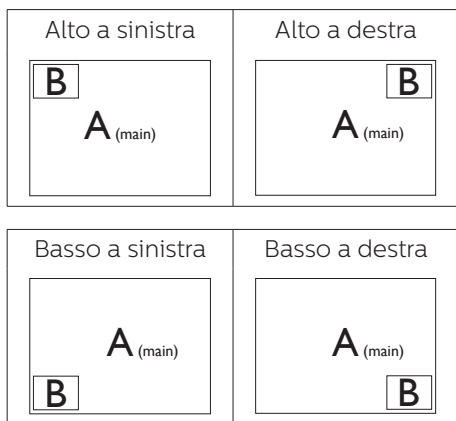 Alto a sinistra
Alto a destra
B
A (main)
B
A (main)
Basso a sinistra
Basso a destra
A (main)
B
A (main)
B